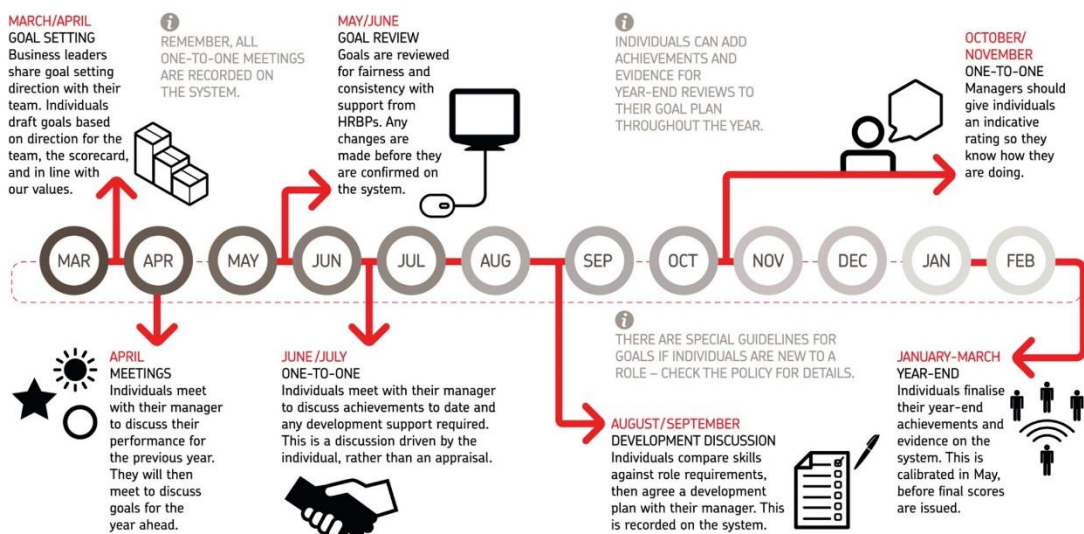 MARCH/APRIL
GOAL SETTING
Business leaders
share goal setting
direction with their
team. Individuals
draft goals based
on direction for the
team, the scorecard,
and in line with
our values.
REMEMBER, ALL
ONE-TO-ONE MEETINGS
ARE RECORDED ON
THE SYSTEM.
MAY/JUNE
GOAL REVIEW
Goals are reviewed
for fairness and
consistency with
support from
HRBPs. Any
changes are
made before they
are confirmed on
the system.
INDIVIDUALS CAN ADD
ACHIEVEMENTS AND
EVIDENCE FOR
YEAR-END REVIEWS TO
THEIR GOAL PLAN
THROUGHOUT THE YEAR.
OCTOBER/
NOVEMBER
ONE-TO-ONE
Managers should
give individuals
an indicative
rating so they
know how they
are doing.
MAR APR MAY JUN JUL AUG SEP OCT NOV DEC JAN FEB
APRIL
MEETINGS
Individuals meet
with their manager
to discuss their
performance for
the previous year.
They will then
meet to discuss
goals for the
year ahead.
JUNE/JULY
ONE-TO-ONE
Individuals meet with their manager
to discuss achievements to date and
any development support required.
This is a discussion driven by the
individual, rather than an appraisal.
THERE ARE SPECIAL GUIDELINES FOR
GOALS IF INDIVIDUALS ARE NEW TO A
ROLE – CHECK THE POLICY FOR DETAILS.
AUGUST/SEPTEMBER
DEVELOPMENT DISCUSSION
Individuals compare skills
against role requirements,
then agree a development
plan with their manager. This
is recorded on the system.
JANUARY-MARCH
YEAR-END
Individuals finalise
their year-end
achievements and
evidence on the
system. This is
calibrated in May,
before final scores
are issued.